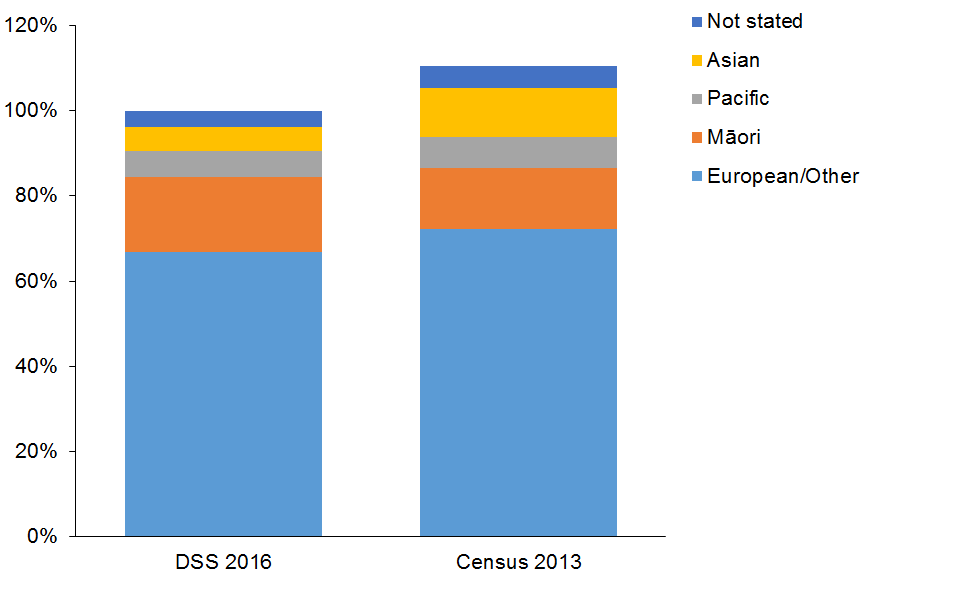 120%
100%
80%
60%
40%
20%
0%
DSS 2016
Census 2013
Not stated
Asian
Pacific
Māori
European/Other